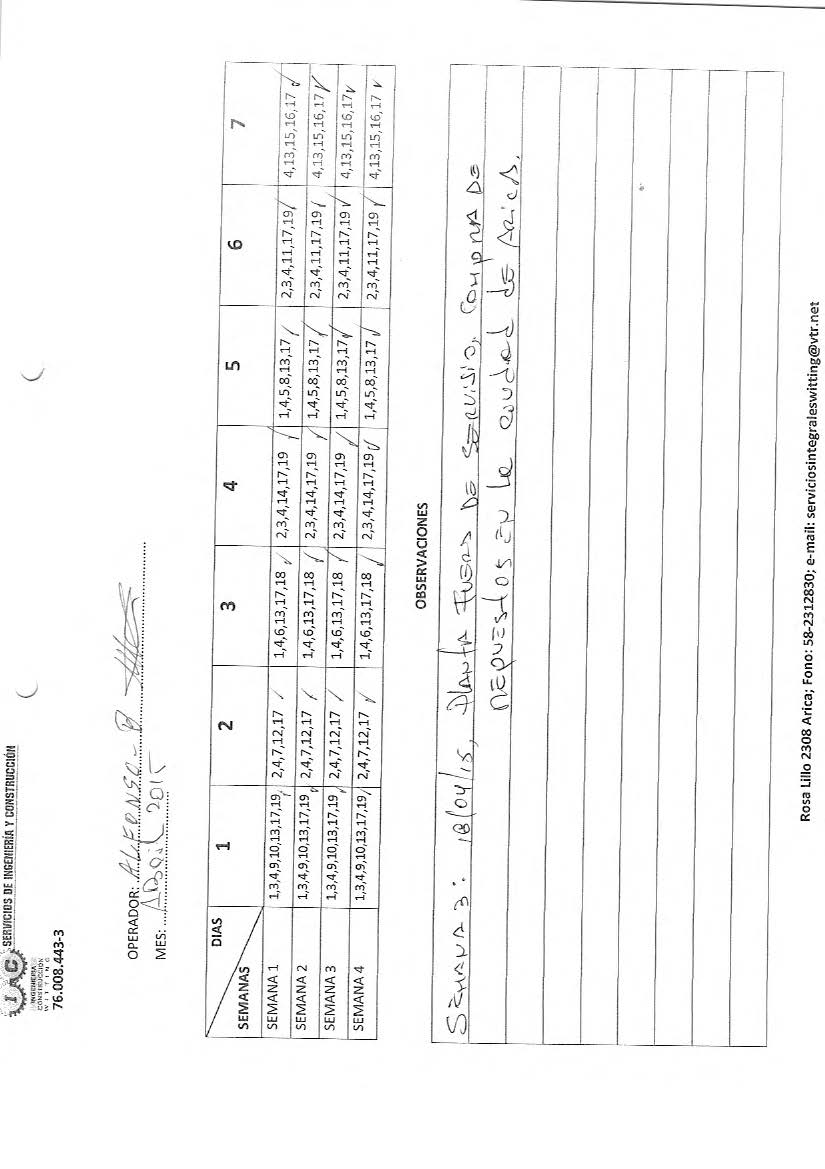 SERVICIOS DE INGENIERÍA Y CONSTRUCCIÓN
IAC
INGENIERIA
CONSTRUCCION
WITTING
76.008.443-3
OPERADOR: ALFERNSO - B
MES: ABRIL 2015
DIAS 1 2 3 4 5 6 7
SEMANAS
SEMANA 1 1,3,4,9,10,13,17,19 2,4,7,12,17 1,4,6,13,17,18 2,3,4,14,17,19 1,4,5,8,13,17 2,3,4,11,17,19 4,13,15,16,17
SEMANA 2 1,3,4,9,10,13,17,19 2,4,7,12,17 1,4,6,13,17,18 2,3,4,14,17,19 1,4,5,8,13,17 2,3,4,11,17,19 4,13,15,16,17
SEMANA 3 1,3,4,9,10,13,17,19 2,4,7,12,17 1,4,6,13,17,18 2,3,4,14,17,19 1,4,5,8,13,17 2,3,4,11,17,19 4,13,15,16,17
SEMANA 4 1,3,4,9,10,13,17,19 2,4,7,12,17 1,4,6,13,17,18 2,3,4,14,17,19 1,4,5,8,13,17 2,3,4,11,17,19 4,13,15,16,17
OBSERVACIONES
SEMANA 3: 18/04/15, PLANTA FUERA DE SERVISIO, COMPRA DE
REPUESTOS EN LA CIUDAD DE ARICA.
Rosa Lillo 2308 Arica; Fono: 58-2312830; e-mail: serviciosintegraleswitting@vtr.net